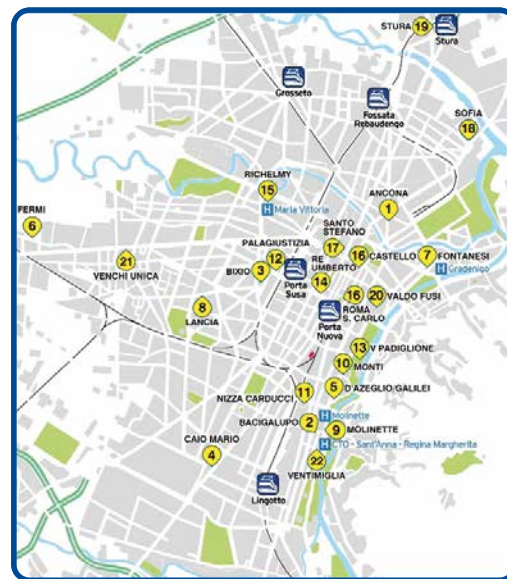 STURA
19
Stura
Grosseto
Fossata
Rebaudengo
SOFIA
18
RICHELMY
15
H Maria Vittoria
ANCONA
1
FERMI
6
SANTO
STEFANO
17
PALAGIUSTIZIA
12
BIXIO
3
Porta
Susa
RE
UMBERTO
14
16
CASTELLO
7
FONTANESI
H Gradenigo
21
VENCHI UNICA
8
LANCIA
16
ROMA
S. CARLO
20
VALDO FUSI
Porta
Nuova
13
V PADIGLIONE
10
MONTI
5
D'AZEGLIO/GALILEI
11
NIZZA CARDUCCI
BACIGALUPO
2
H Molinette
9
MOLINETTE
H CTO - Sant'Anna - Regina Margherita
CAIO MARIO
4
22
VENTIMIGLIA
Lingotto